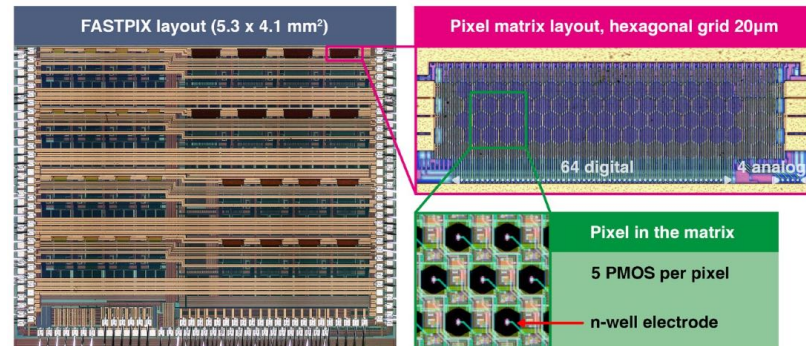 FASTPIX layout (5.3 x 4.1 mm²)
Pixel matrix layout, hexagonal grid 20µm
64 digital
4 analog
Pixel in the matrix
5 PMOS per pixel
n-well electrode